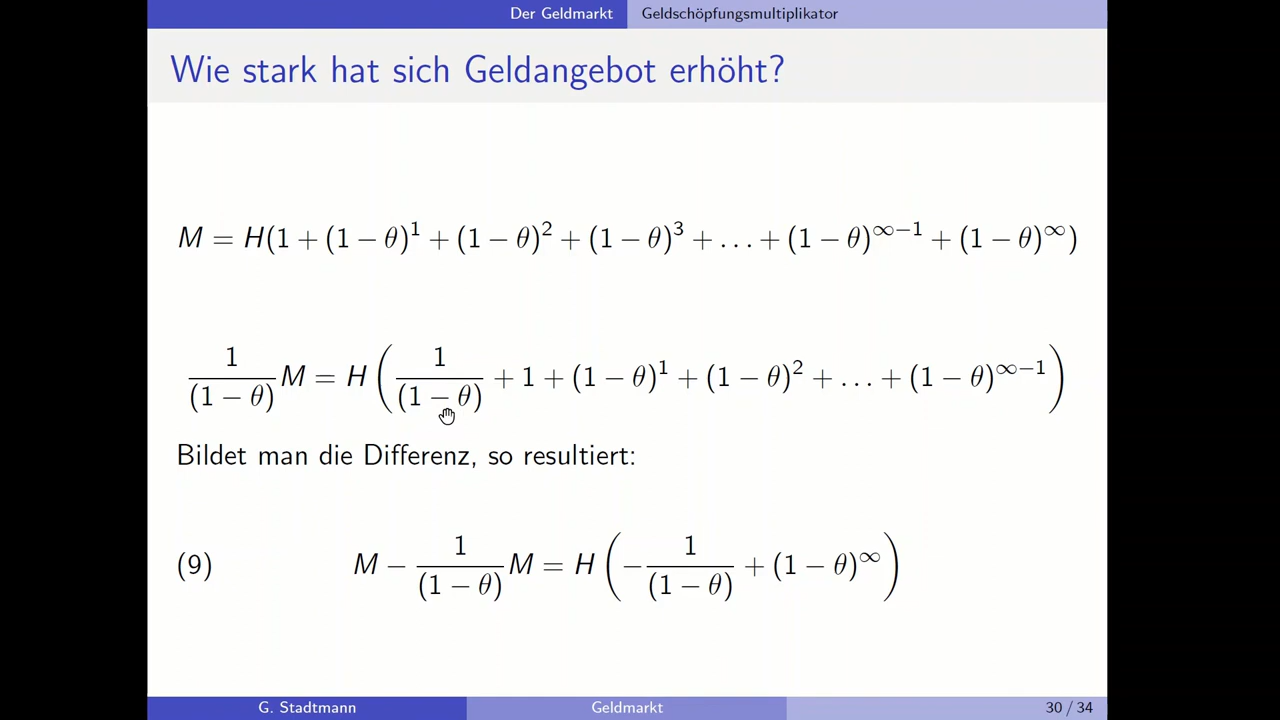 Der Geldmarkt Geldschöpfungsmultiplikator
Wie stark hat sich Geldangebot erhöht?
M = H(1 + (1 − θ)¹ + (1 − θ)² + (1 − θ)³ + … + (1 − θ)^∞−1 + (1 − θ)^∞)
1/(1 − θ) M = H (1/(1 − θ) + 1 + (1 − θ)¹ + (1 − θ)² + … + (1 − θ)^∞−1)
Bildet man die Differenz, so resultiert:
(9) M − 1/(1 − θ) M = H (−1/(1 − θ) + (1 − θ)^∞)
G. Stadtmann Geldmarkt 30 / 34